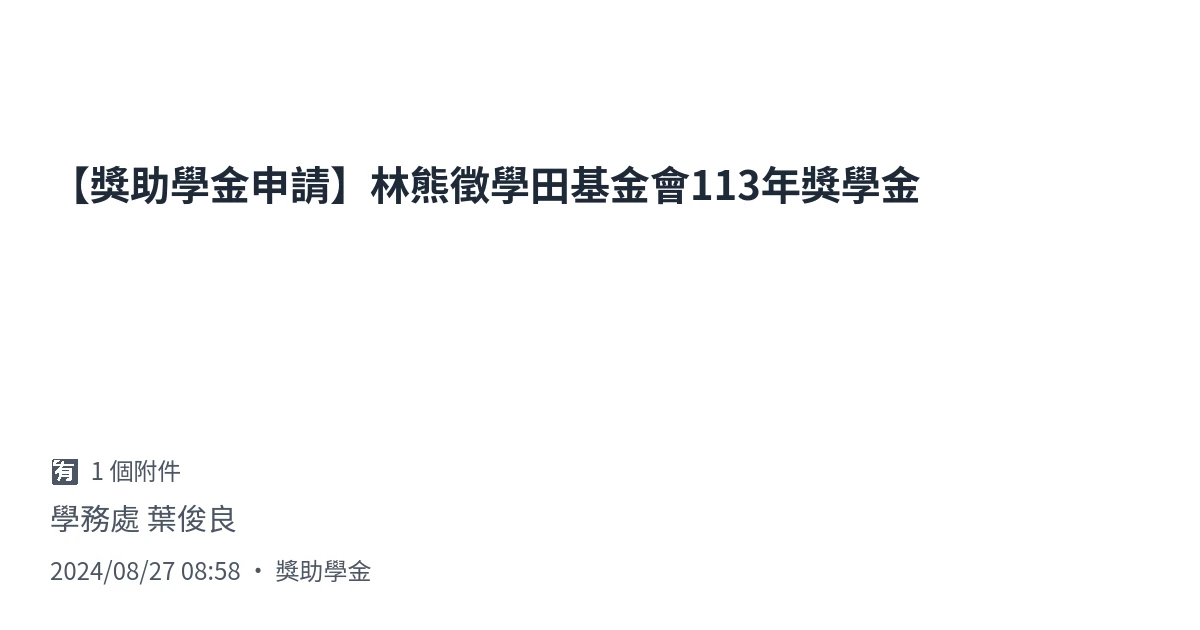 【獎助學金申請】林熊徵學田基金會113年獎學金
🈶 1 個附件
學務處 葉俊良
2024/08/27 08:58 • 獎助學金